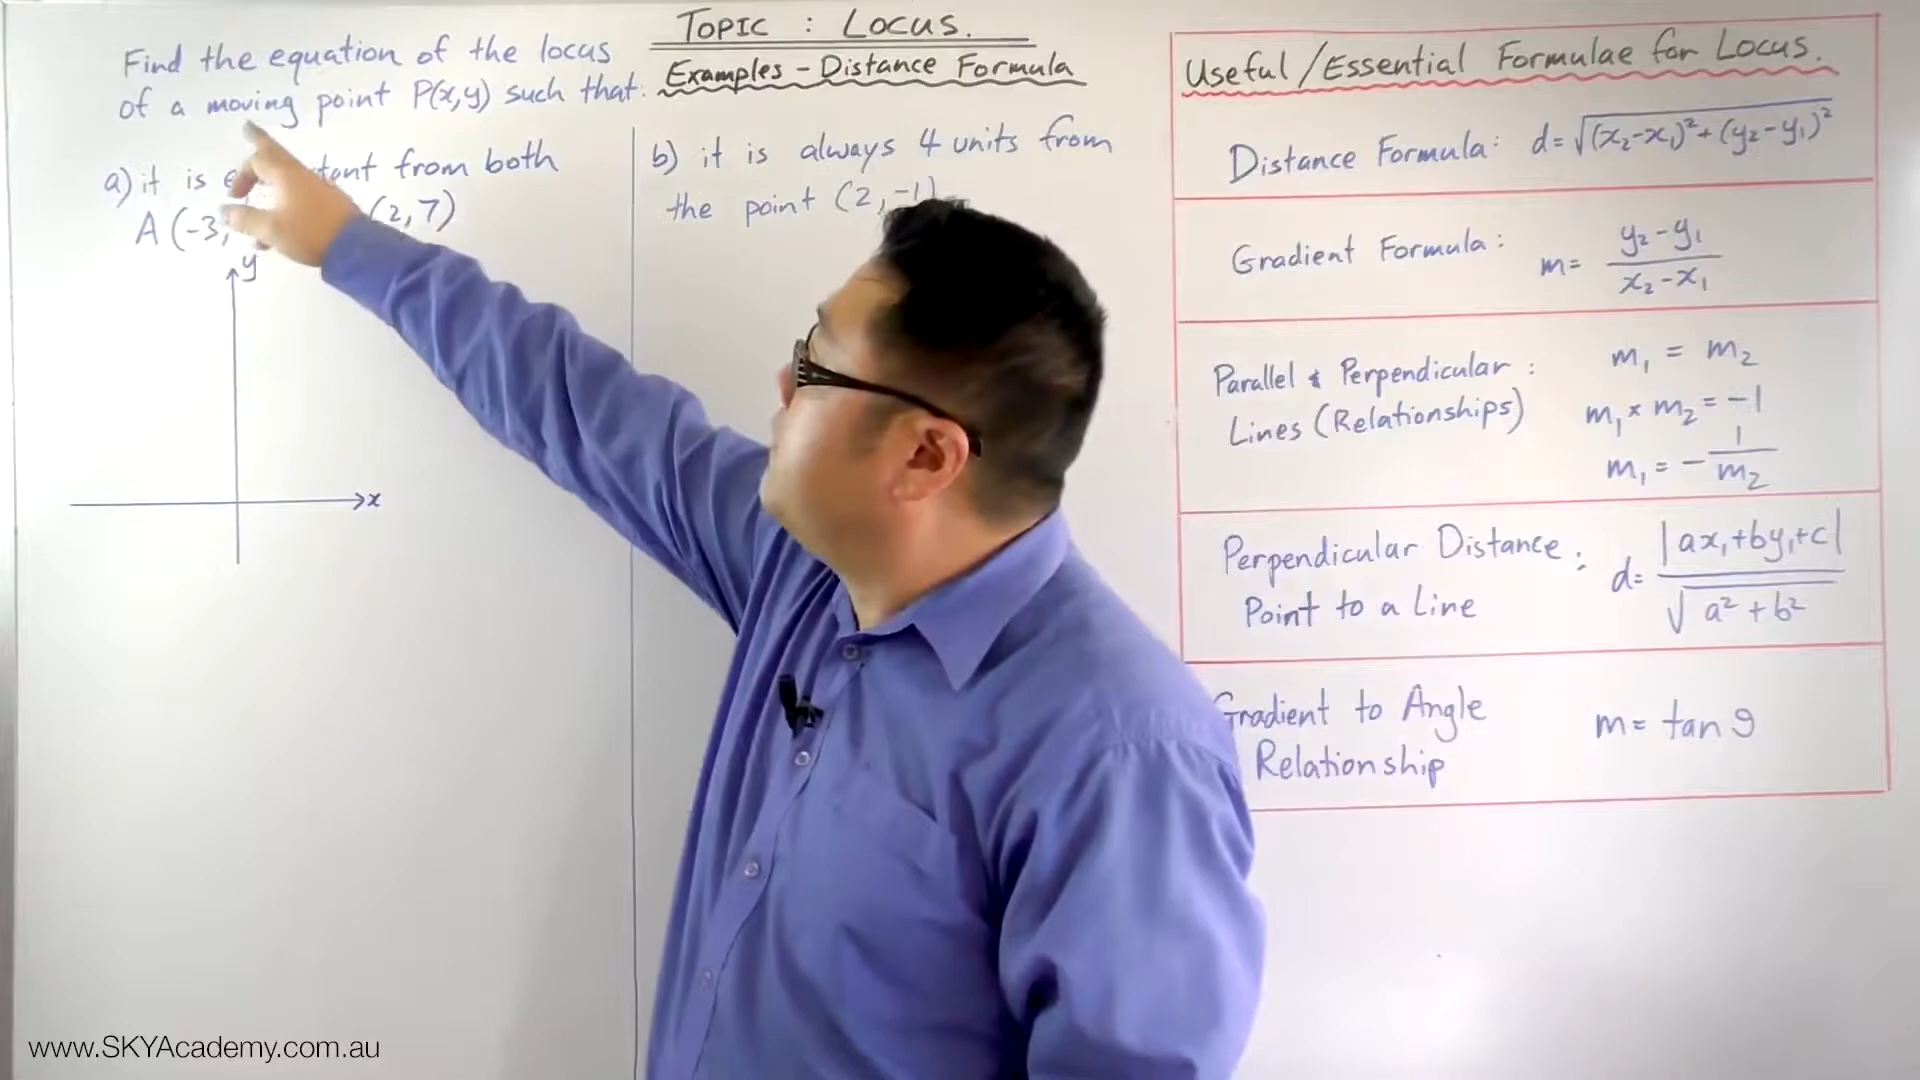 TOPIC : LOCUS.
Examples - Distance Formula
Find the equation of the locus
of a moving point P(x,y) such that:
a) it is from both
A (-3, (2,7)
y
x
b) it is always 4 units from
the point (2,-1)
Useful/Essential Formulae for Locus.
Distance Formula: d=√(x₂-x₁)²+(y₂-y₁)²
Gradient Formula: m= y₂-y₁ / x₂-x₁
Parallel & Perpendicular :
Lines (Relationships)
m₁ = m₂
m₁ × m₂ = -1
m₁ = - 1/m₂
Perpendicular Distance :
Point to a Line
d= |ax₁+by₁+c| / √a²+b²
Gradient to Angle
Relationship
m= tan θ
www.SKYAcademy.com.au